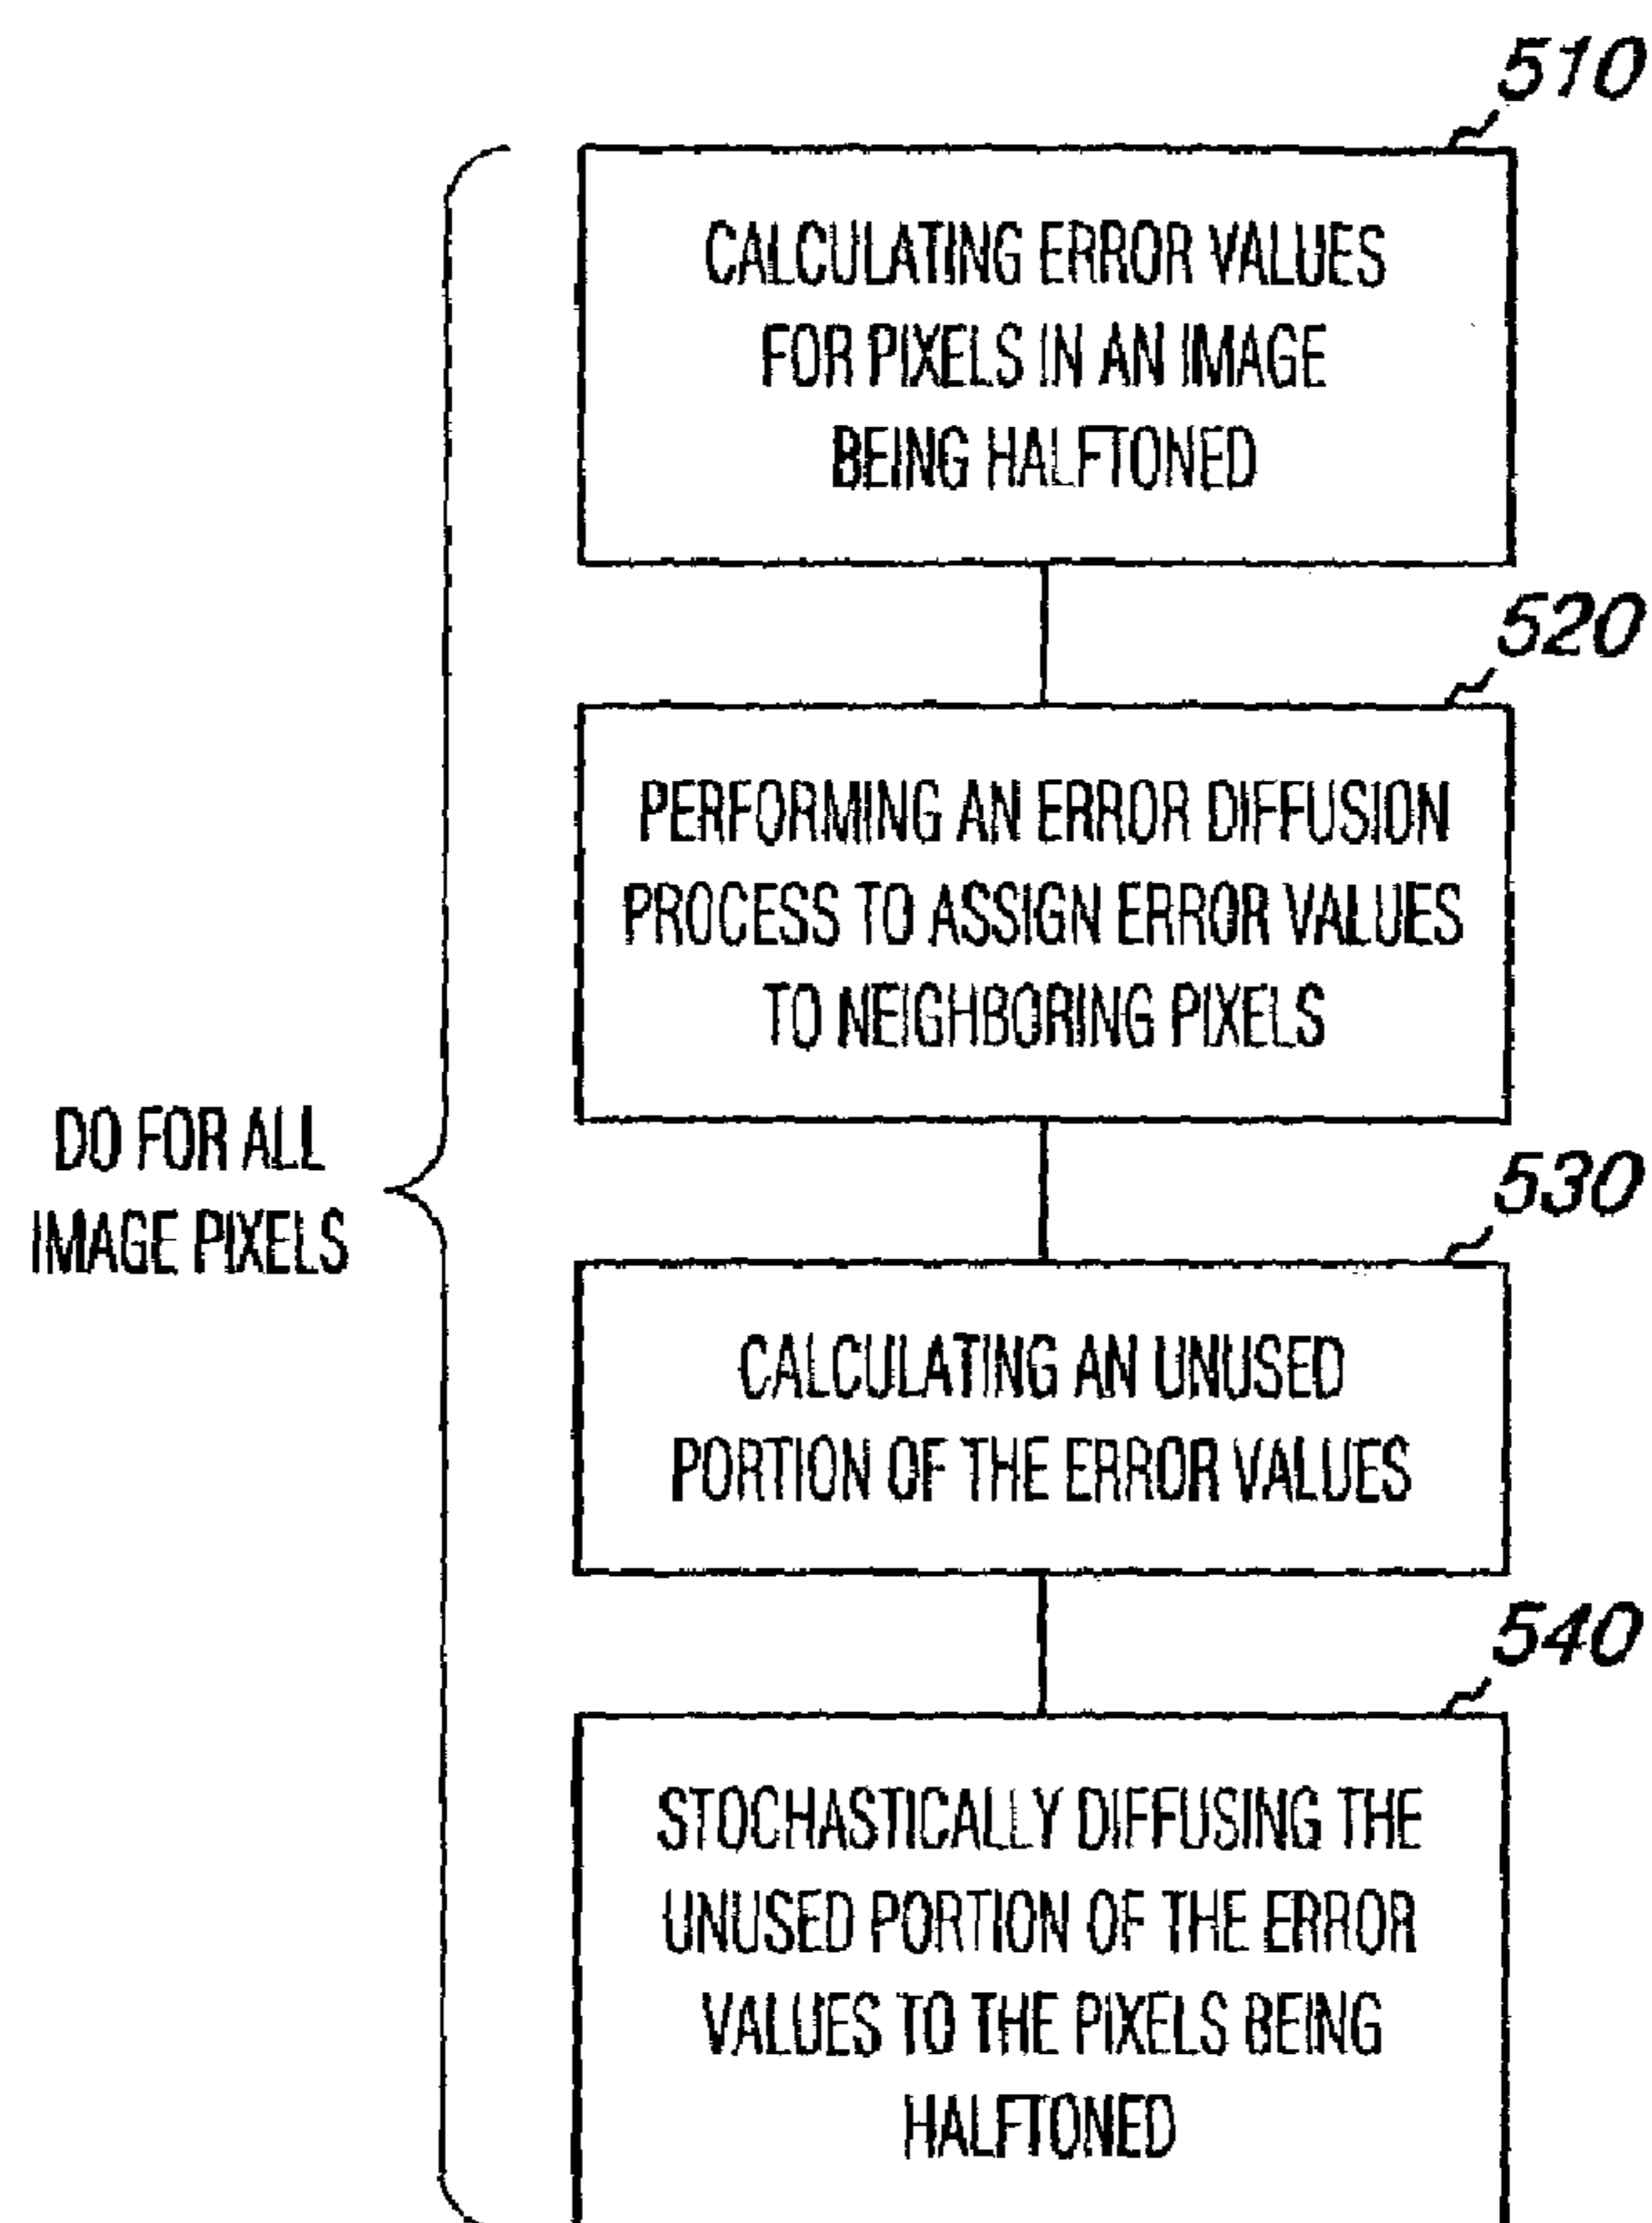 510
CALCULATING ERROR VALUES
FOR PIXELS IN AN IMAGE
BEING HALFTONED
520
PERFORMING AN ERROR DIFFUSION
PROCESS TO ASSIGN ERROR VALUES
TO NEIGHBORING PIXELS
DO FOR ALL
IMAGE PIXELS
530
CALCULATING AN UNUSED
PORTION OF THE ERROR VALUES
540
STOCHASTICALLY DIFFUSING THE
UNUSED PORTION OF THE ERROR
VALUES TO THE PIXELS BEING
HALFTONED